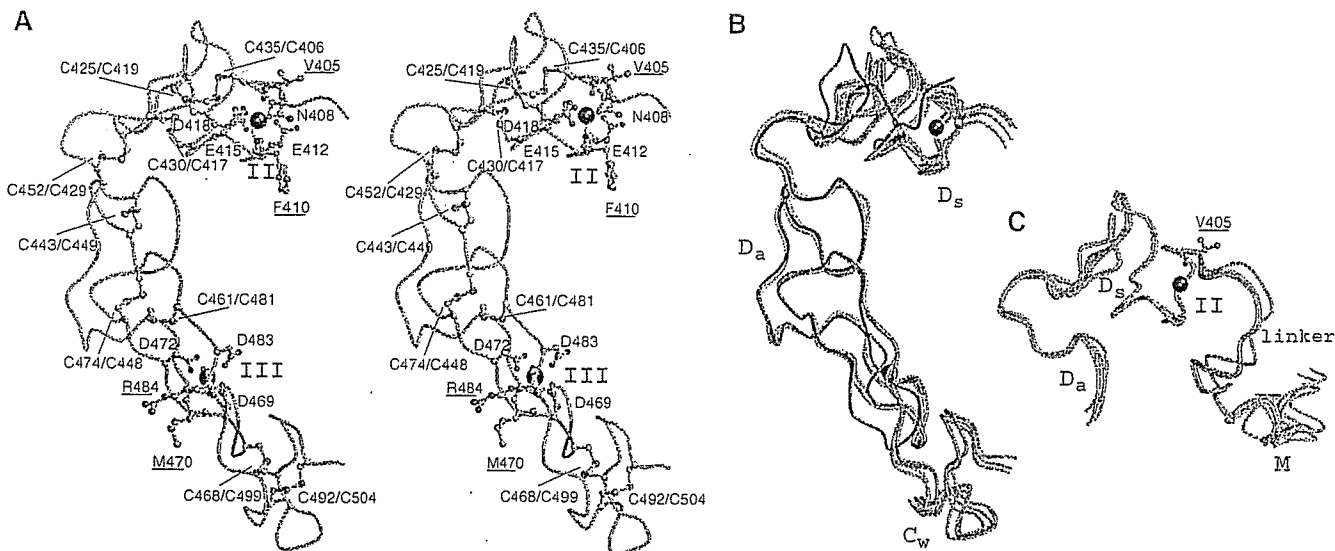 A
C435/C406
V405
C425/C419
N408
D418
E415
E412
C430/C417
II
C452/C429
F410
C443/C449
C461/C481
D472
D483
C474/C448
III
R484
D469
M470
C468/C499
C492/C504
C435/C406
V405
C425/C419
N408
D418
E415
E412
C430/C417
II
C452/C429
F410
C443/C449
C461/C481
D472
D483
C474/C448
III
R484
D469
M470
C468/C499
C492/C504
B
Ds
Da
Cw
C
V405
Ds
II
linker
Da
M